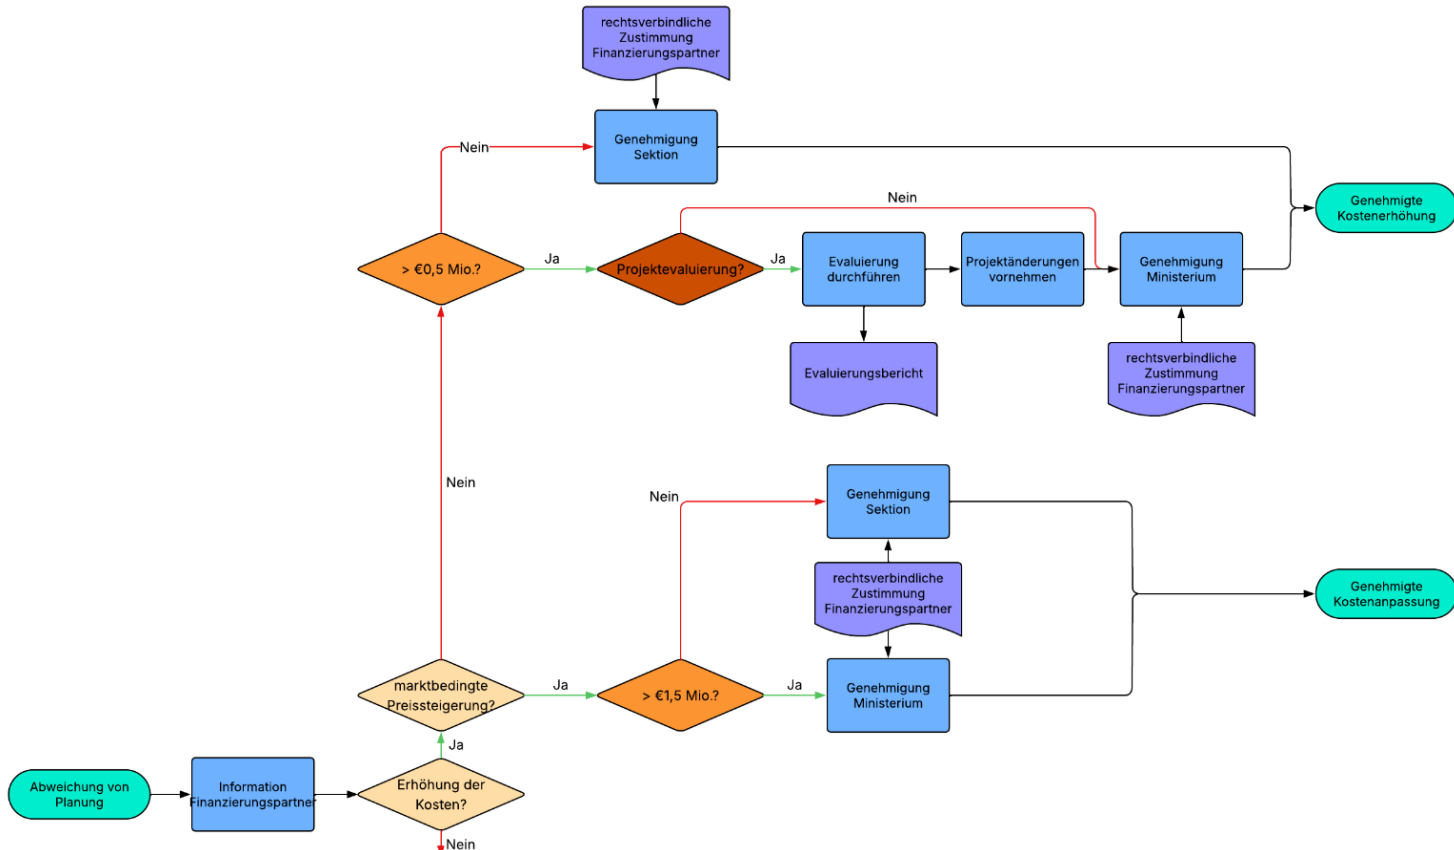 rechtsverbindliche
Zustimmung
Finanzierungspartner
Genehmigung
Sektion
Nein
Genehmigte
Kostenerhöhung
Nein
> €0,5 Mio.?
Ja
Projektevaluierung?
Ja
Evaluierung
durchführen
Projektänderungen
vornehmen
Genehmigung
Ministerium
Evaluierungsbericht
rechtsverbindliche
Zustimmung
Finanzierungspartner
Nein
Nein
Genehmigung
Sektion
rechtsverbindliche
Zustimmung
Finanzierungspartner
Genehmigte
Kostenanpassung
marktbedingte
Preissteigerung?
Ja
> €1,5 Mio.?
Ja
Genehmigung
Ministerium
Ja
Abweichung von
Planung
Information
Finanzierungspartner
Erhöhung der
Kosten?
Nein